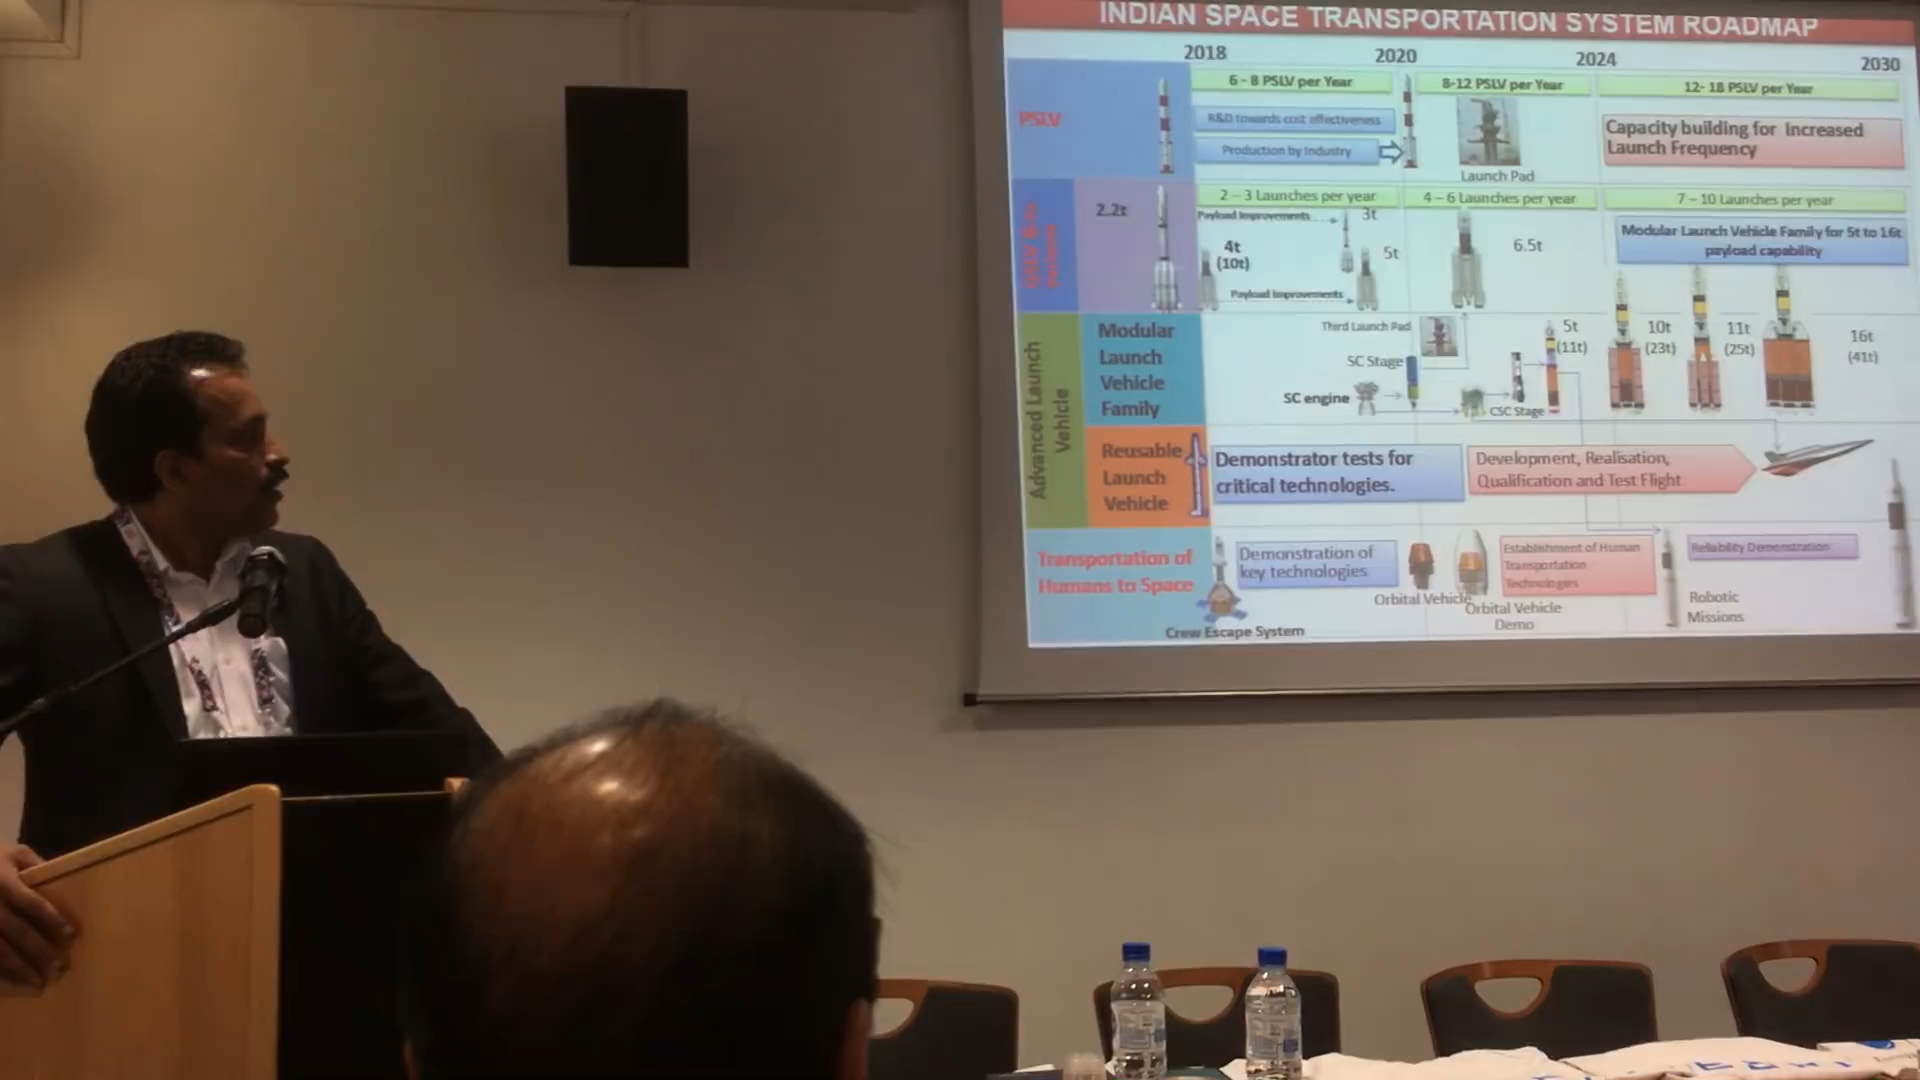 INDIAN SPACE TRANSPORTATION SYSTEM ROADMAP
2018
2020
2024
2030
PSLV
6 - 8 PSLV per Year
8-12 PSLV per Year
12- 18 PSLV per Year
R&D towards cost effectiveness
Production by Industry
Launch Pad
Capacity building for Increased
Launch Frequency
2.2t
2 – 3 Launches per year
4 – 6 Launches per year
7 – 10 Launches per year
Payload Improvements
3t
4t
(10t)
5t
6.5t
Payload Improvements
Modular Launch Vehicle Family for 5t to 16t
payload capability
Advanced Launch
Vehicle
Modular
Launch
Vehicle
Family
Third Launch Pad
SC Stage
SC engine
CSC Stage
5t
(11t)
10t
(23t)
11t
(25t)
16t
(41t)
Reusable
Launch
Vehicle
Demonstrator tests for
critical technologies.
Development, Realisation,
Qualification and Test Flight
Transportation of
Humans to Space
Crew Escape System
Demonstration of
key technologies
Orbital Vehicle
Orbital Vehicle
Demo
Establishment of Human
Transportation
Technologies
Reliability Demonstration
Robotic
Missions